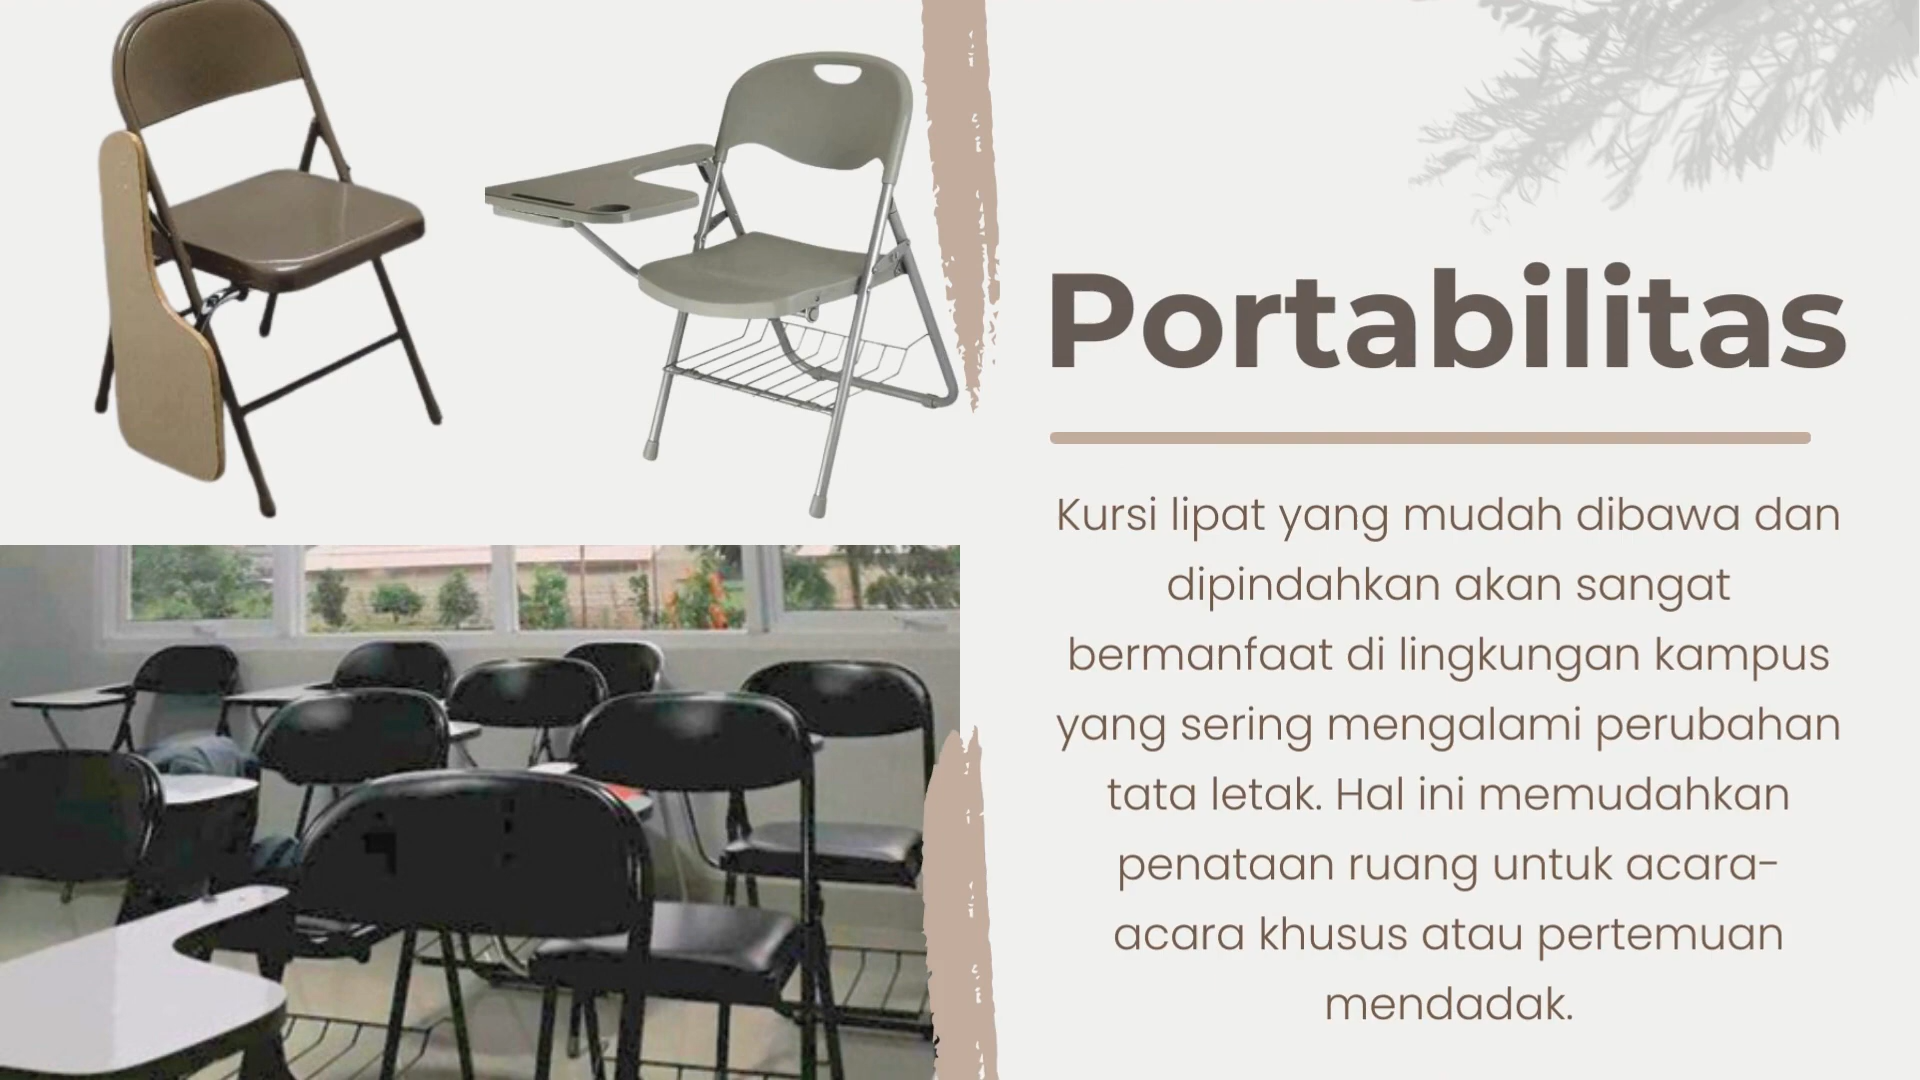 Portabilitas
Kursi lipat yang mudah dibawa dan
dipindahkan akan sangat
bermanfaat di lingkungan kampus
yang sering mengalami perubahan
tata letak. Hal ini memudahkan
penataan ruang untuk acara-
acara khusus atau pertemuan
mendadak.